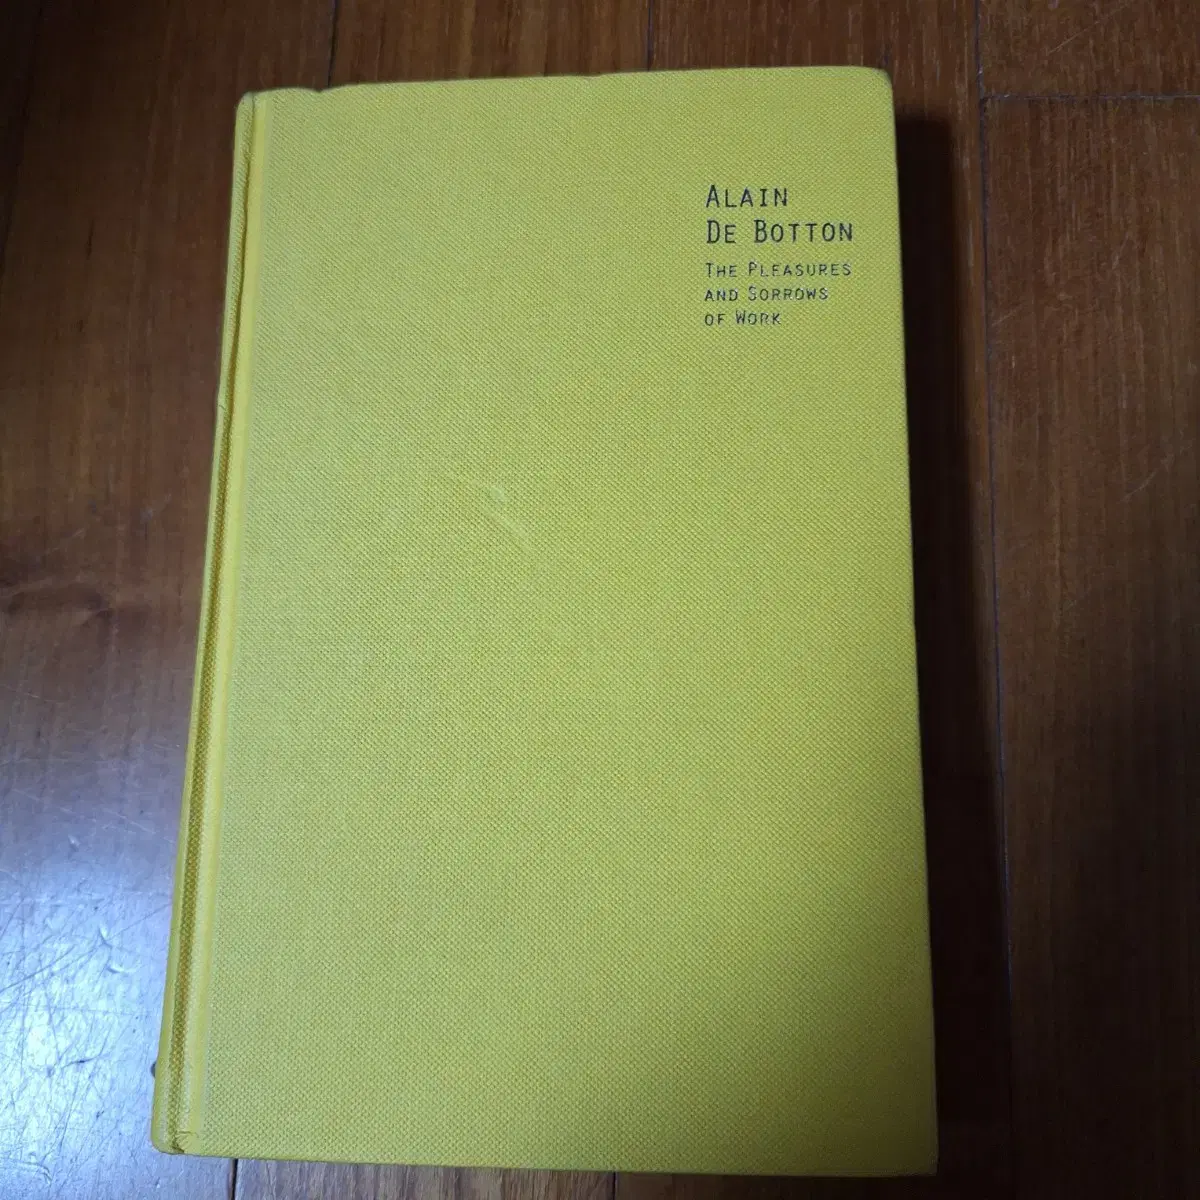 ALAIN
DE BOTTON
THE PLEASURES
AND SORROWS
OF WORK